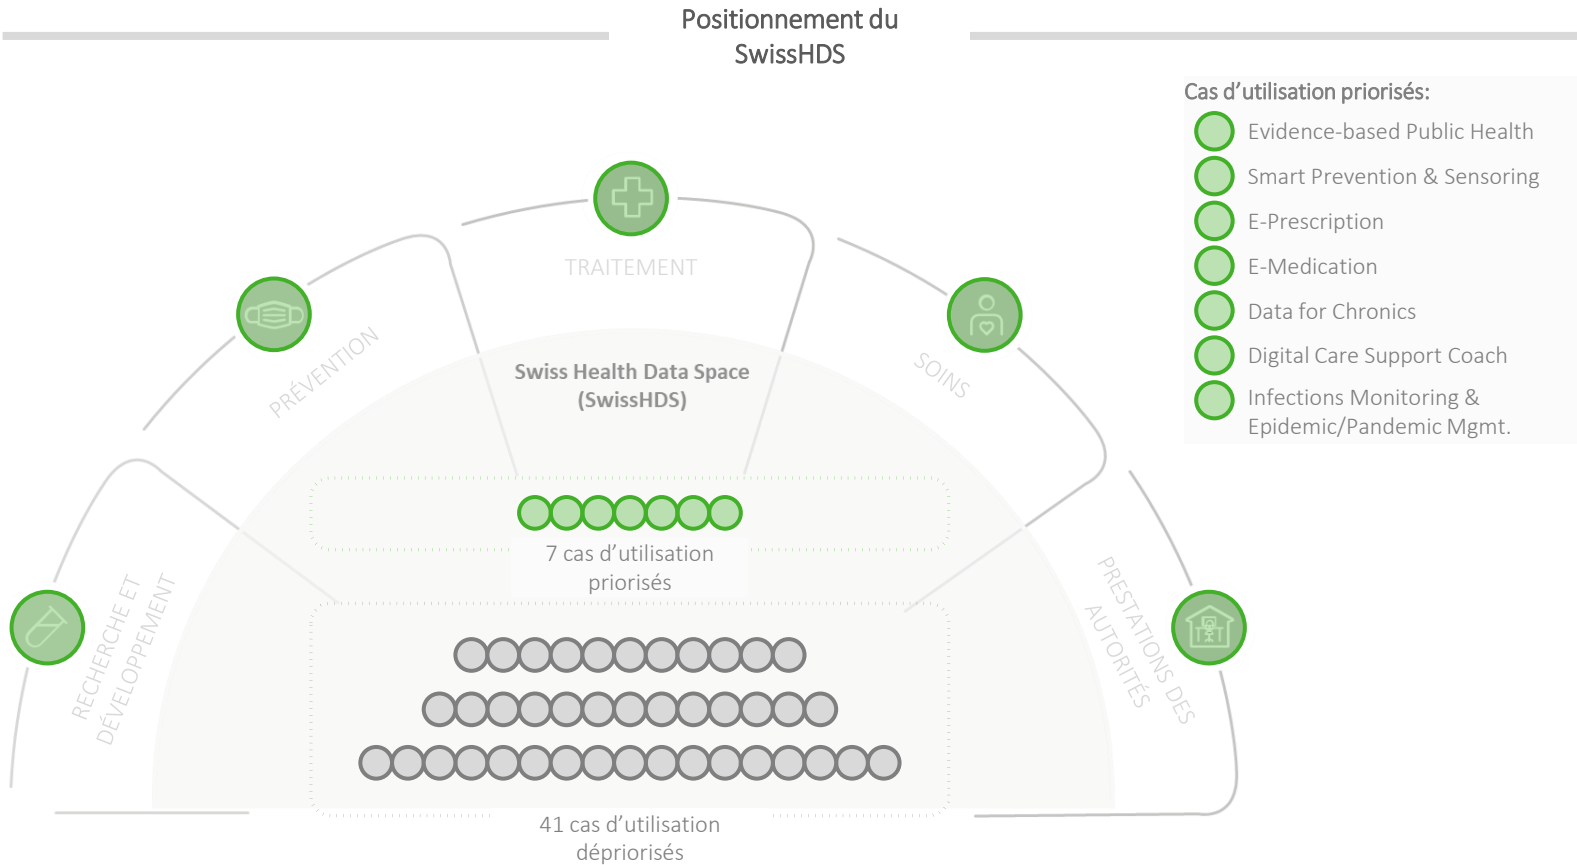 Positionnement du
SwissHDS
Cas d’utilisation priorisés:
Evidence-based Public Health
Smart Prevention & Sensoring
E-Prescription
E-Medication
Data for Chronics
Digital Care Support Coach
Infections Monitoring &
Epidemic/Pandemic Mgmt.
TRAITEMENT
PRÉVENTION
SOINS
Swiss Health Data Space
(SwissHDS)
7 cas d’utilisation
priorisés
RECHERCHE ET
DÉVELOPPEMENT
PRESTATIONS DES
AUTORITÉS
41 cas d’utilisation
dépriorisés